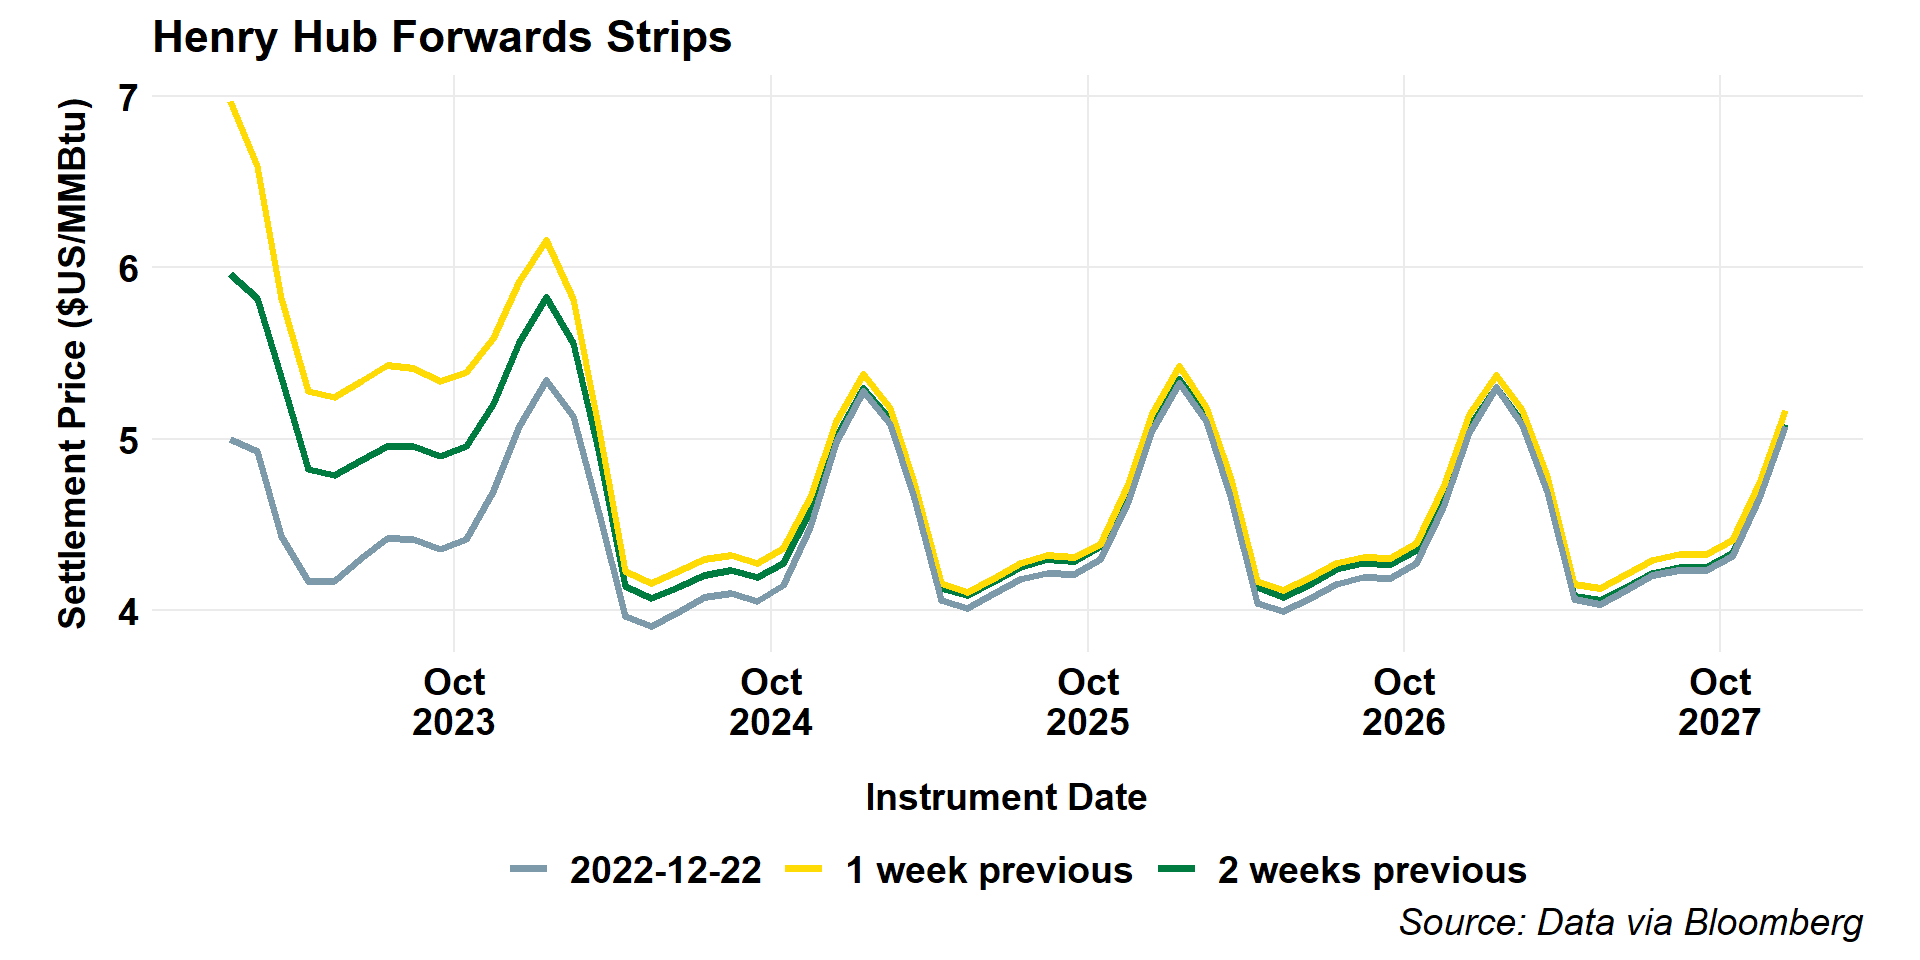 Henry Hub Forwards Strips
Settlement Price ($US/MMBtu)
7
6
5
4
Oct
2023
Oct
2024
Oct
2025
Oct
2026
Oct
2027
Instrument Date
2022-12-22
1 week previous
2 weeks previous
Source: Data via Bloomberg